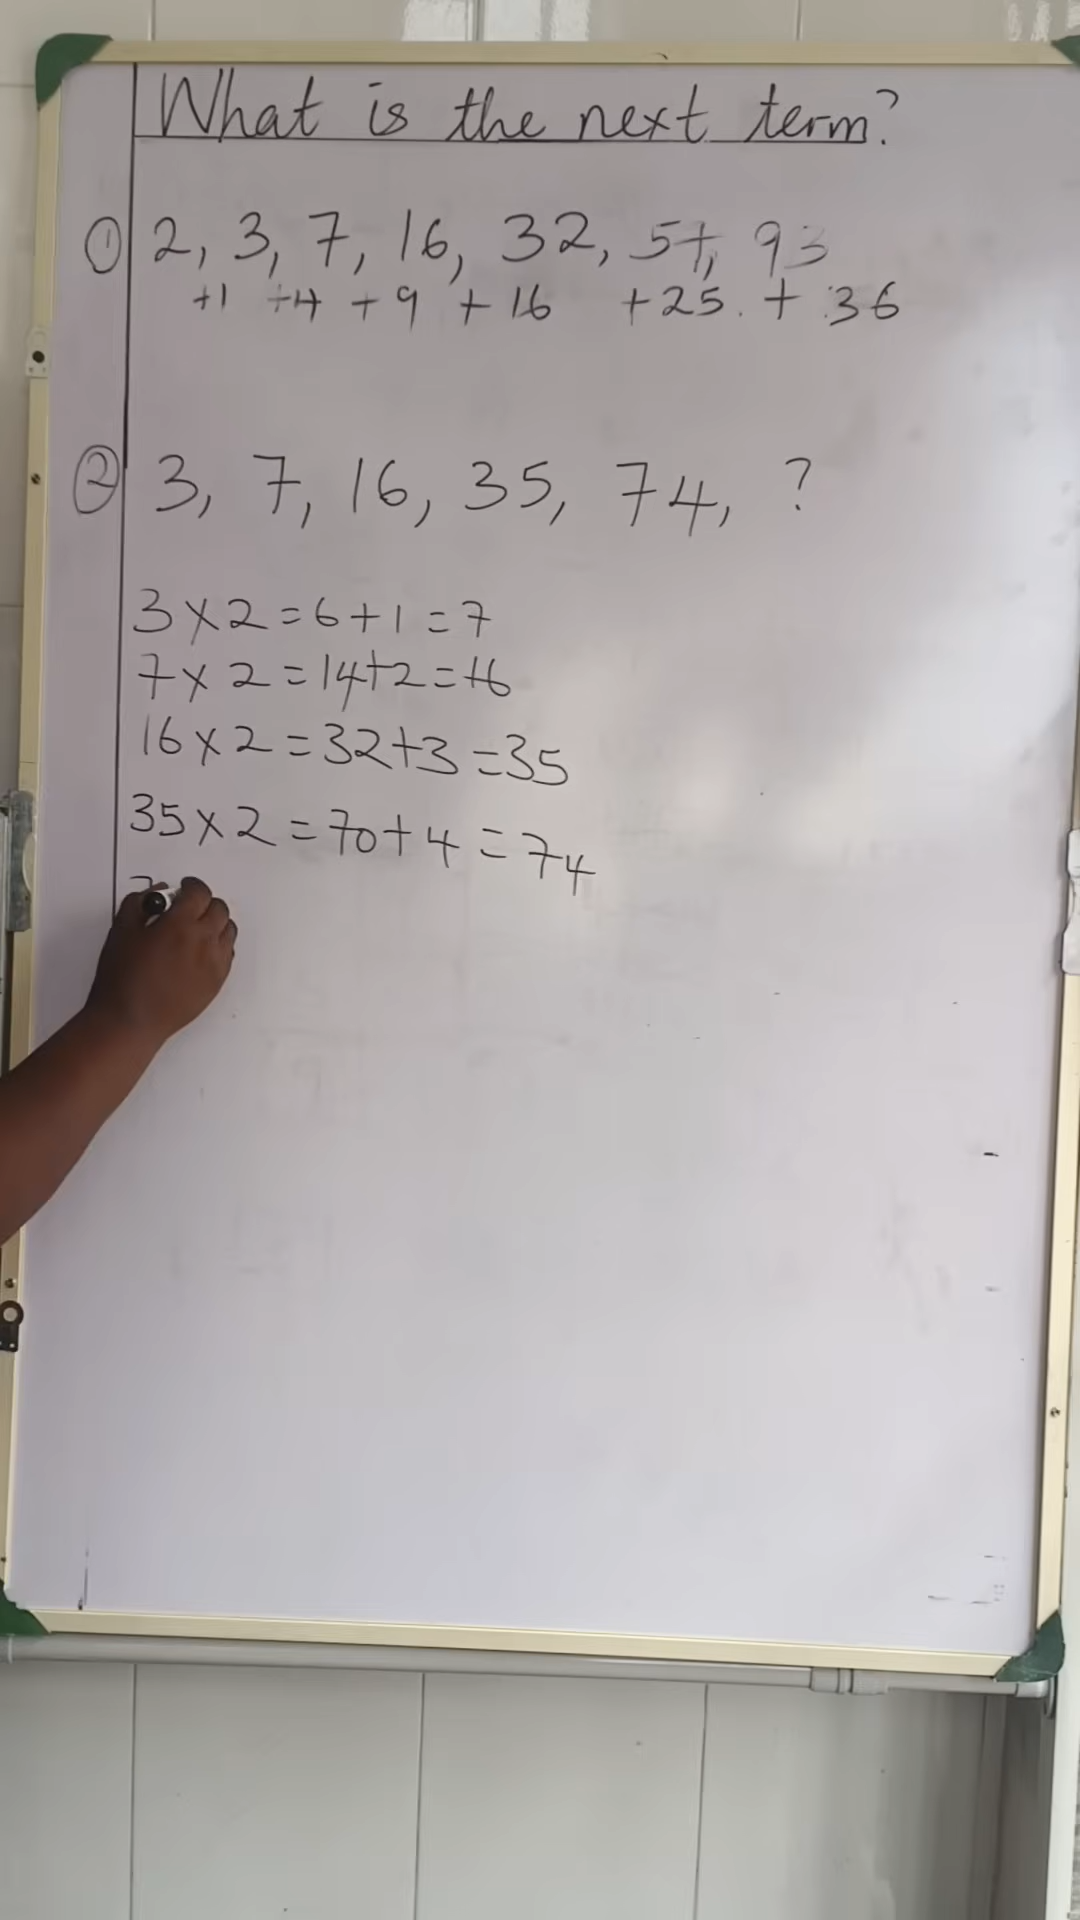 What is the next term?
① 2, 3, 7, 16, 32, 57, 93
+1 +4 +9 +16 +25 + 36
② 3, 7, 16, 35, 74, ?
3 × 2 = 6 + 1 = 7
7 × 2 = 14 + 2 = 16
16 × 2 = 32 + 3 = 35
35 × 2 = 70 + 4 = 74